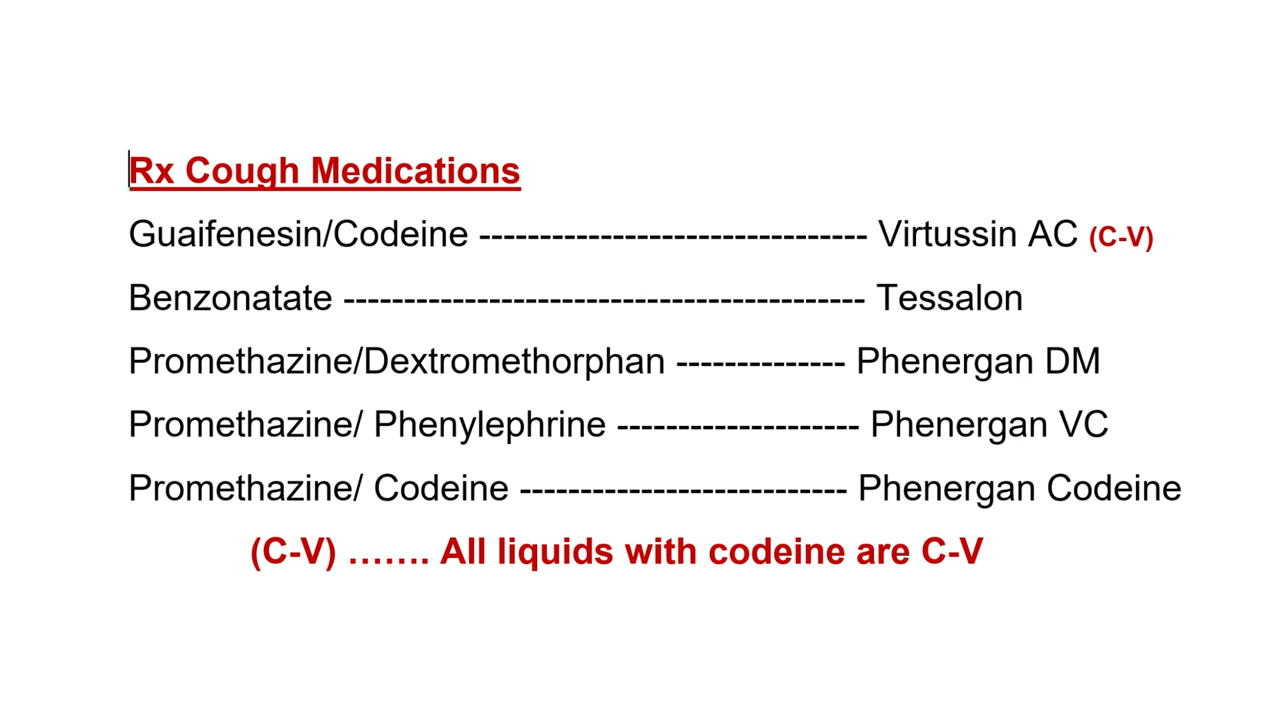 Rx Cough Medications
Guaifenesin/Codeine -------------------------------- Virtussin AC (C-V)
Benzonatate ------------------------------------------- Tessalon
Promethazine/Dextromethorphan -------------- Phenergan DM
Promethazine/ Phenylephrine -------------------- Phenergan VC
Promethazine/ Codeine --------------------------- Phenergan Codeine
(C-V) ……. All liquids with codeine are C-V